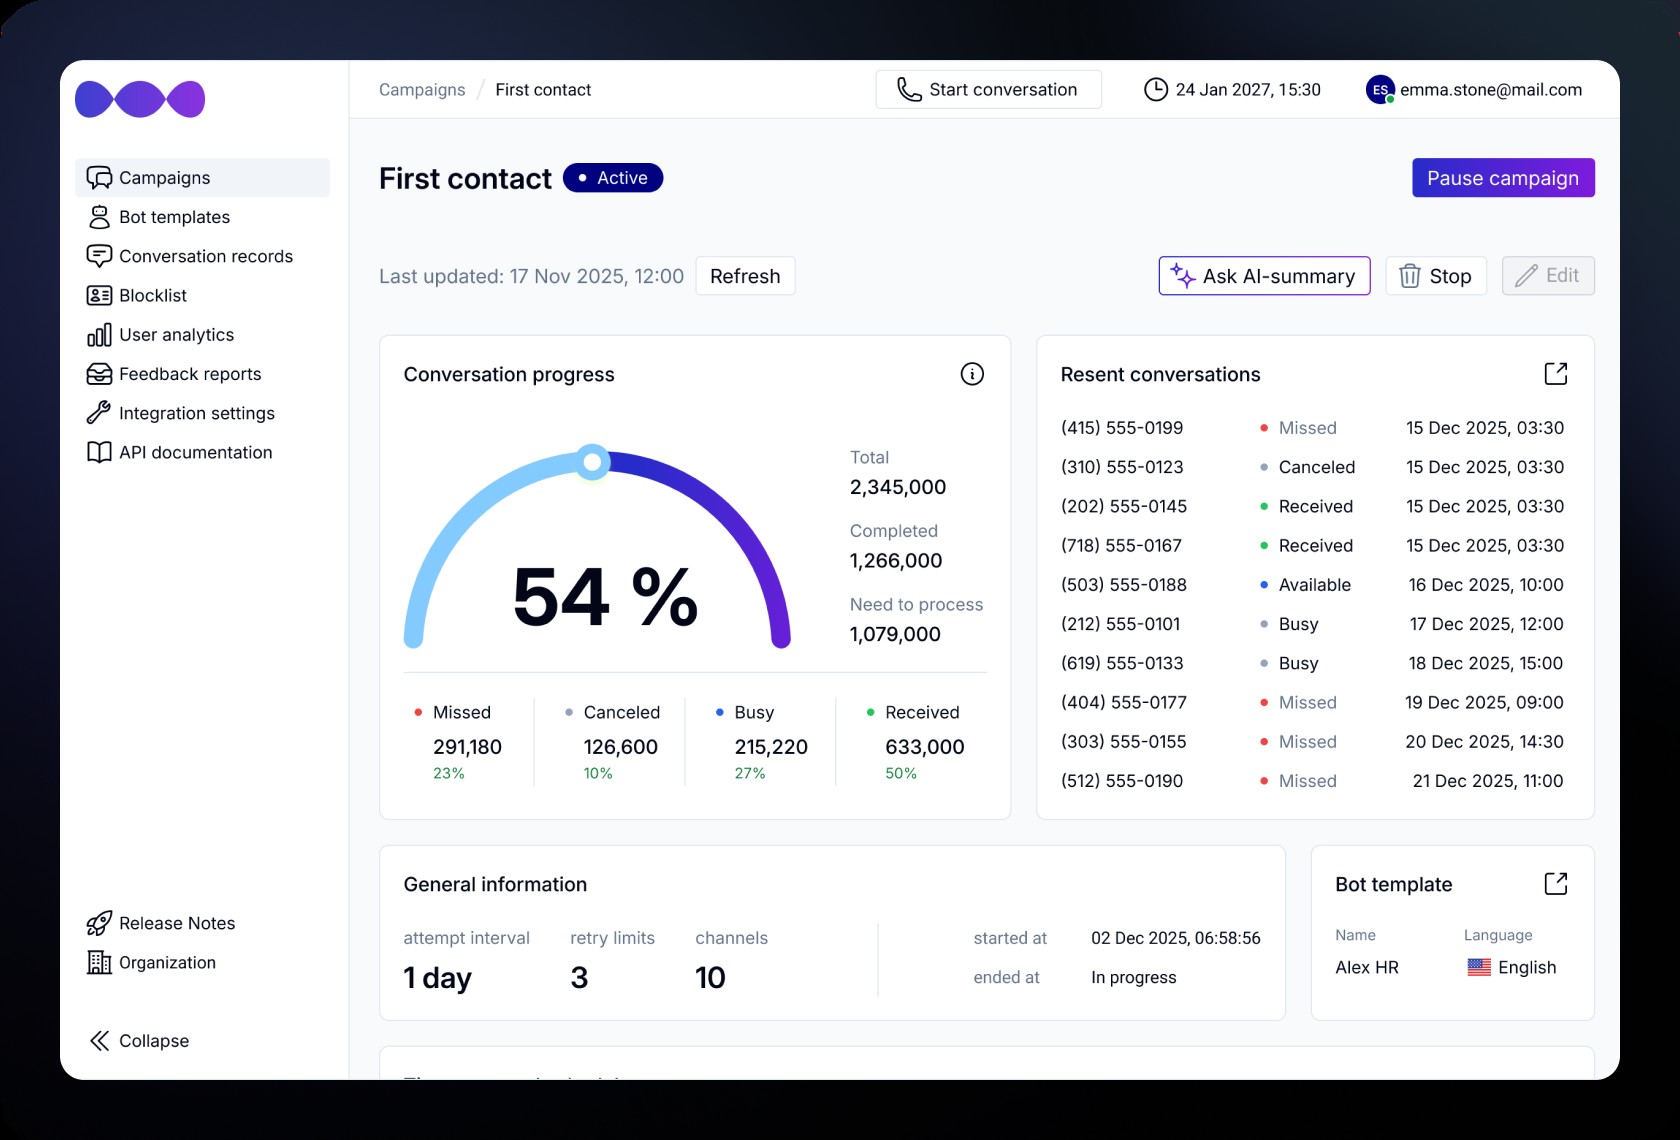 Campaigns / First contact
Start conversation
24 Jan 2027, 15:30
ES
emma.stone@mail.com
Campaigns
Bot templates
Conversation records
Blocklist
User analytics
Feedback reports
Integration settings
API documentation
Release Notes
Organization
Collapse
First contact
Active
Pause campaign
Last updated: 17 Nov 2025, 12:00
Refresh
Ask AI-summary
Stop
Edit
Conversation progress
54 %
Total
2,345,000
Completed
1,266,000
Need to process
1,079,000
Missed
291,180
23%
Canceled
126,600
10%
Busy
215,220
27%
Received
633,000
50%
Resent conversations
(415) 555-0199 Missed 15 Dec 2025, 03:30
(310) 555-0123 Canceled 15 Dec 2025, 03:30
(202) 555-0145 Received 15 Dec 2025, 03:30
(718) 555-0167 Received 15 Dec 2025, 03:30
(503) 555-0188 Available 16 Dec 2025, 10:00
(212) 555-0101 Busy 17 Dec 2025, 12:00
(619) 555-0133 Busy 18 Dec 2025, 15:00
(404) 555-0177 Missed 19 Dec 2025, 09:00
(303) 555-0155 Missed 20 Dec 2025, 14:30
(512) 555-0190 Missed 21 Dec 2025, 11:00
General information
attempt interval
1 day
retry limits
3
channels
10
started at 02 Dec 2025, 06:58:56
ended at In progress
Bot template
Name
Alex HR
Language
English